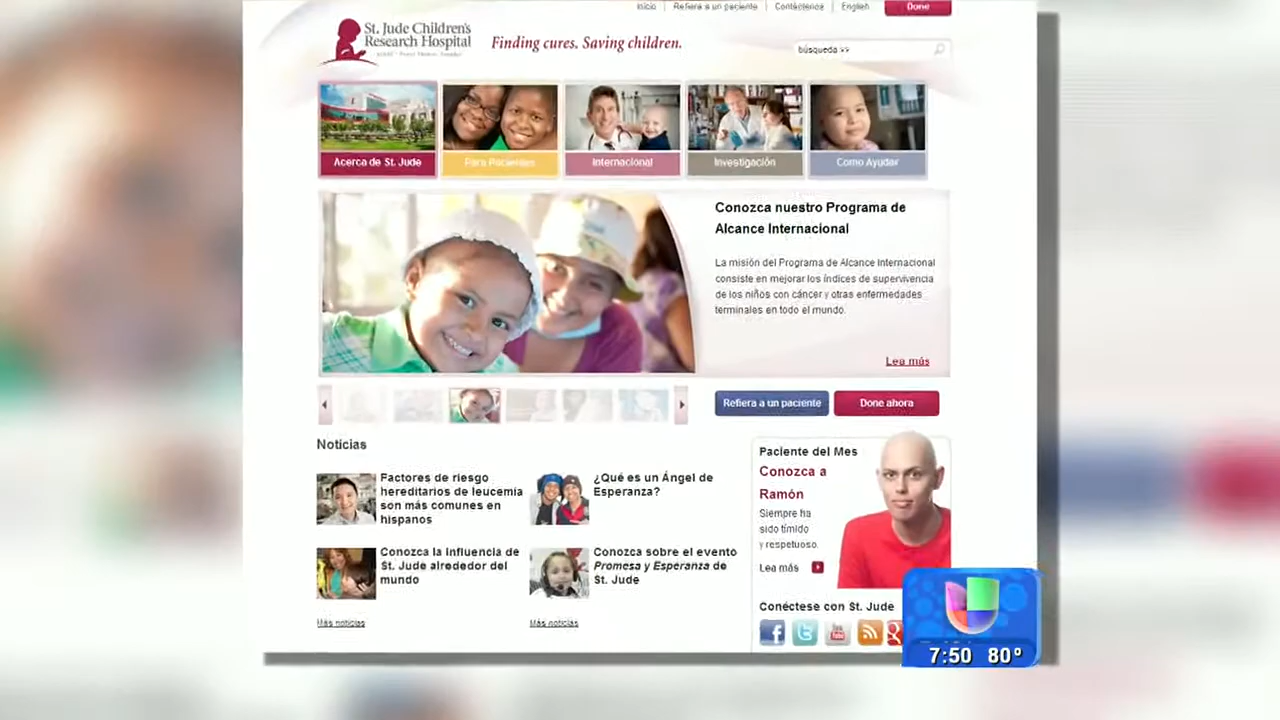 Inicio | Refiera a un paciente | Contáctenos | English
Done
St. Jude Children's
Research Hospital
Finding cures. Saving children.
búsqueda >>
Acerca de St. Jude
Para Pacientes
Internacional
Investigación
Como Ayudar
Conozca nuestro Programa de
Alcance Internacional
La misión del Programa de Alcance Internacional
consiste en mejorar los índices de supervivencia
de los niños con cáncer y otras enfermedades
terminales en todo el mundo.
Lea más
Refiera a un paciente
Done ahora
Noticias
Factores de riesgo
hereditarios de leucemia
son más comunes en
hispanos
¿Qué es un Ángel de
Esperanza?
Conozca la influencia de
St. Jude alrededor del
mundo
Conozca sobre el evento
Promesa y Esperanza de
St. Jude
Más noticias
Más noticias
Paciente del Mes
Conozca a
Ramón
Siempre ha
sido tímido
y respetuoso.
Lea más
Conéctese con St. Jude
7:50 80°